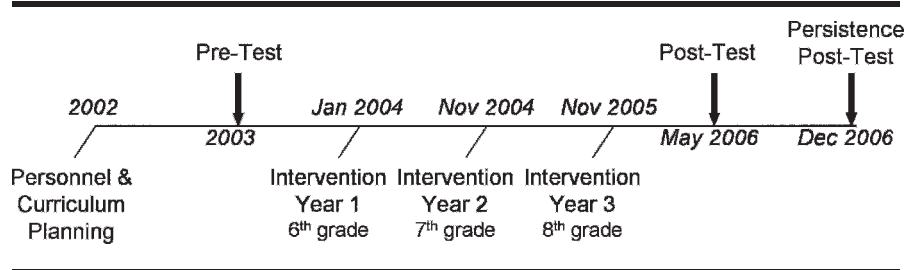 Persistence
Pre-Test Post-Test Post-Test
2002 Jan 2004 Nov 2004 Nov 2005
2003 May 2006 Dec 2006
Personnel & Intervention Intervention Intervention
Curriculum Year 1 Year 2 Year 3
Planning 6th grade 7th grade 8th grade